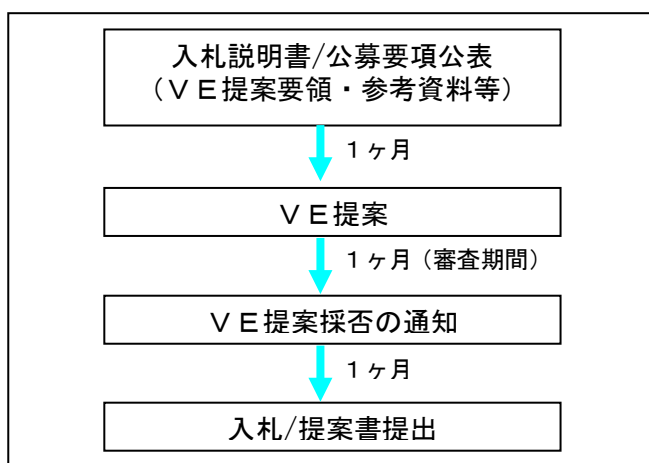 入札説明書/公募要項公表
（ＶＥ提案要領・参考資料等）
１ヶ月
ＶＥ提案
１ヶ月（審査期間）
ＶＥ提案採否の通知
１ヶ月
入札/提案書提出